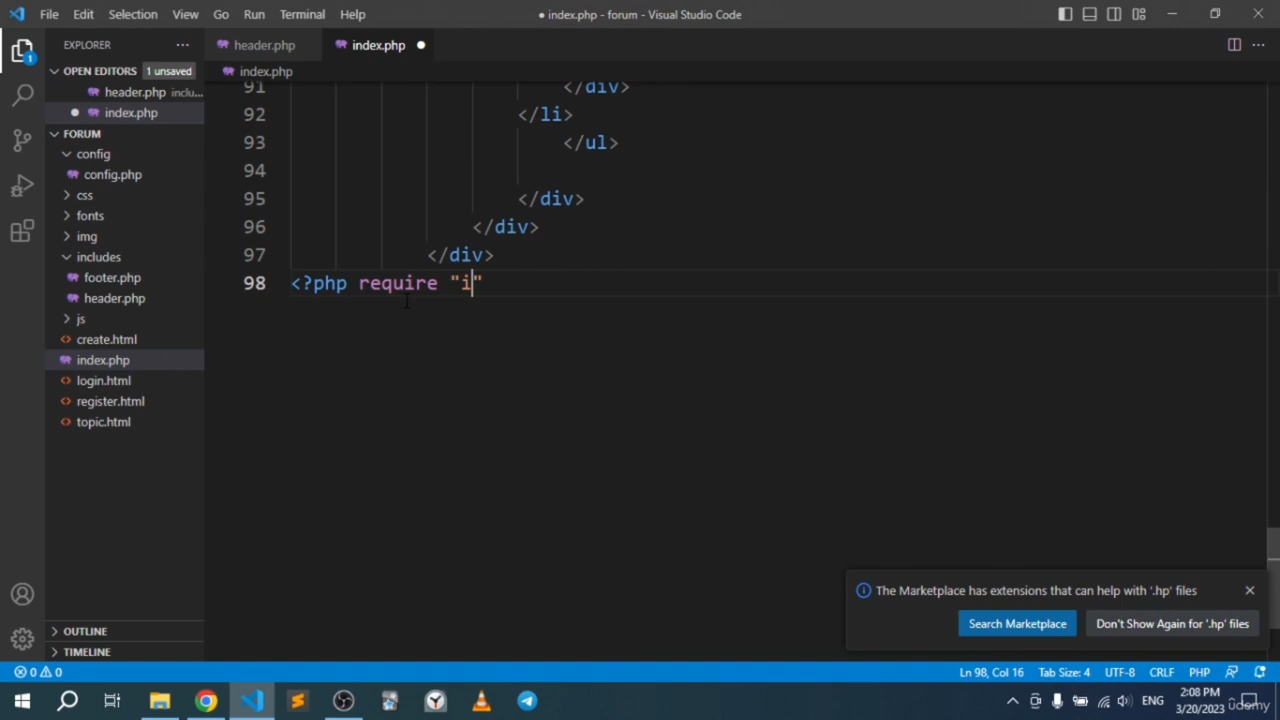 File Edit Selection View Go Run Terminal Help
● index.php - forum - Visual Studio Code
EXPLORER
header.php
index.php
OPEN EDITORS 1 unsaved
header.php inclu...
index.php
FORUM
config
config.php
css
fonts
img
includes
footer.php
header.php
js
create.html
index.php
login.html
register.html
topic.html
OUTLINE
TIMELINE
index.php
91 </div>
92 </li>
93 </ul>
94
95 </div>
96 </div>
97 </div>
98 <?php require "i"
The Marketplace has extensions that can help with '.hp' files
Search Marketplace
Don't Show Again for '.hp' files
0 0
Ln 98, Col 16 Tab Size: 4 UTF-8 CRLF PHP
1
ENG
2:08 PM
3/20/2023
udemy